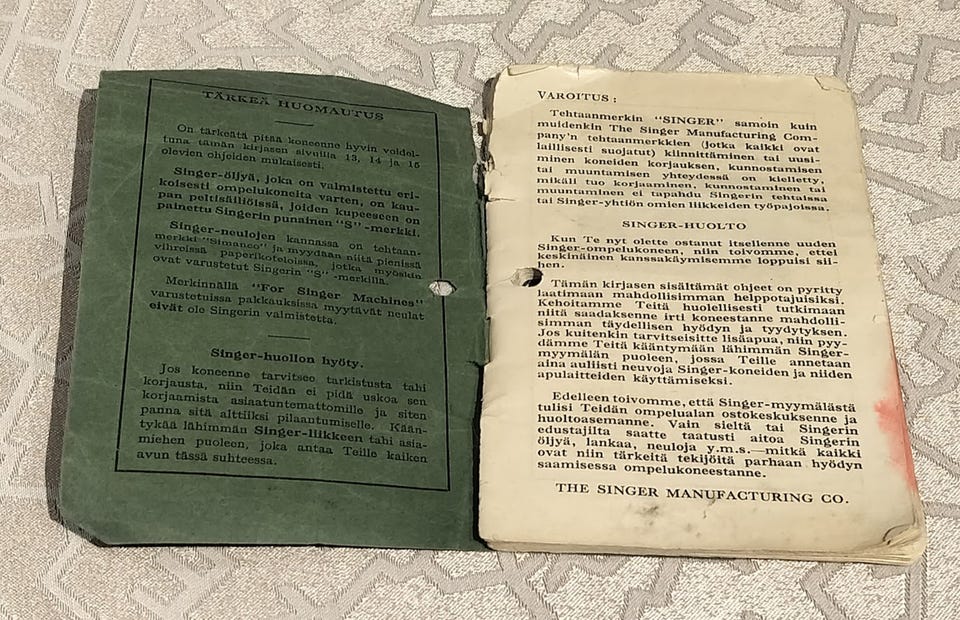 TÄRKEÄ HUOMAUTUS
On tärkeätä pitää koneenne hyvin voidel-
tuna tämän kirjasen sivuilla 13, 14 ja 15
olevien ohjeiden mukaisesti.
Singer-öljyä, joka on valmistettu eri-
koisesti ompelukoneita varten, on kau-
pan peltisäiliöissä, joiden kupeeseen on
painettu Singerin punainen "S" -merkki.
Singer-neulojen kannassa on tehtaan-
merkki "Simanco" ja myydään niitä pienissä
vihreissä paperikoteloissa, jotka myöskin
ovat varustetut Singerin "S" -merkillä.
Merkinnällä "For Singer Machines"
varustetuissa pakkauksissa myytävät neulat
eivät ole Singerin valmistetta.
Singer-huollon hyöty.
Jos koneenne tarvitsee tarkistusta tahi
korjausta, niin Teidän ei pidä uskoa sen
korjaamista asiaatuntemattomille ja siten
panna sitä alttiiksi pilaantumiselle. Kään-
tykää lähimmän Singer-liikkeen tahi asia-
miehen puoleen, joka antaa Teille kaiken
avun tässä suhteessa.
VAROITUS:
Tehtaanmerkin "SINGER" samoin kuin
muidenkin The Singer Manufacturing Com-
pany'n tehtaanmerkkien (jotka kaikki ovat
laillisesti suojatut) kiinnittäminen tai uusi-
minen koneiden korjauksen, kunnostamisen
tai muuntamisen yhteydessä on kielletty,
mikäli tuo korjaaminen, kunnostaminen tai
muuntaminen ei tapahdu Singerin tehtaissa
tai Singer-yhtiön omien liikkeiden työpajoissa.
SINGER-HUOLTO
Kun Te nyt olette ostanut itsellenne uuden
Singer-ompelukoneen, niin toivomme, ettei
keskinäinen kanssakäymisemme loppuisi sii-
hen.
Tämän kirjasen sisältämät ohjeet on pyritty
laatimaan mahdollisimman helppotajuisiksi.
Kehoitamme Teitä huolellisesti tutkimaan
niitä saadaksenne irti koneestanne mahdolli-
simman täydellisen hyödyn ja tyydytyksen.
Jos kuitenkin tarvitseisitte lisäapua, niin pyy-
dämme Teitä kääntymään lähimmän Singer-
myymälän puoleen, jossa Teille annetaan
aina auliisti neuvoja Singer-koneiden ja niiden
apulaitteiden käyttämiseksi.
Edelleen toivomme, että Singer-myymälästä
tulisi Teidän ompelualan ostokeskuksenne ja
huoltoasemanne. Vain sieltä tai Singerin
edustajilta saatte taatusti aitoa Singerin
öljyä, lankaa, neuloja y.m.s.—mitkä kaikki
ovat niin tärkeitä tekijöitä parhaan hyödyn
saamisessa ompelukoneestanne.
THE SINGER MANUFACTURING CO.